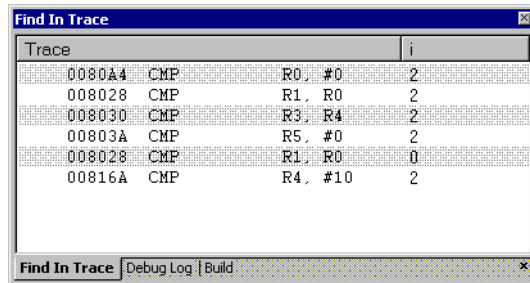 Find In Trace
Trace i
0080A4 CMP R0, #0 2
008028 CMP R1, R0 2
008030 CMP R3, R4 2
00803A CMP R5, #0 2
008028 CMP R1, R0 0
00816A CMP R4, #10 2
Find In Trace Debug Log Build